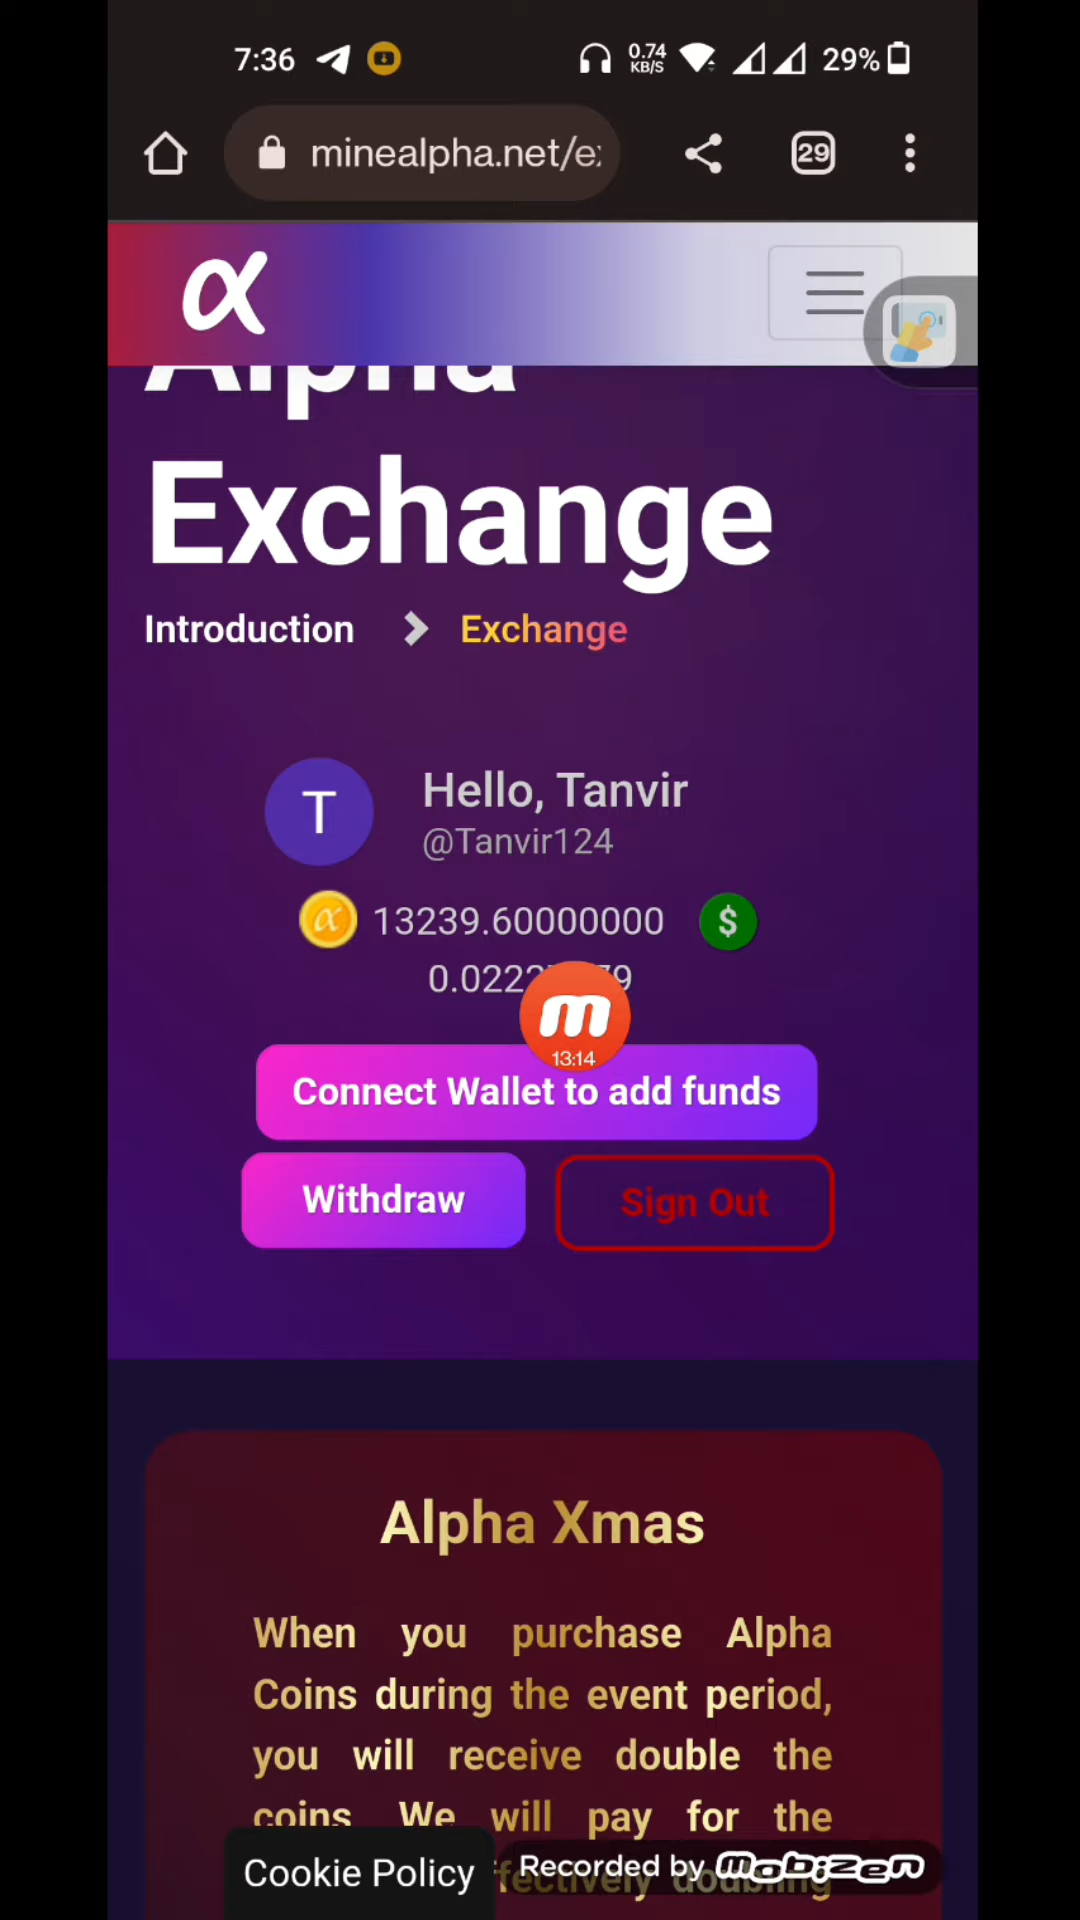 7:36 0.74 KB/S 29%
minealpha.net/e
29
α
Alpha
Exchange
Introduction Exchange
T
Hello, Tanvir
@Tanvir124
α 13239.60000000 $
m
13:14
Connect Wallet to add funds
Withdraw Sign Out
Alpha Xmas
When you purchase Alpha
Coins during the event period,
you will receive double the
coins. We will pay for the
Cookie Policy
doubling
Recorded by mobizen